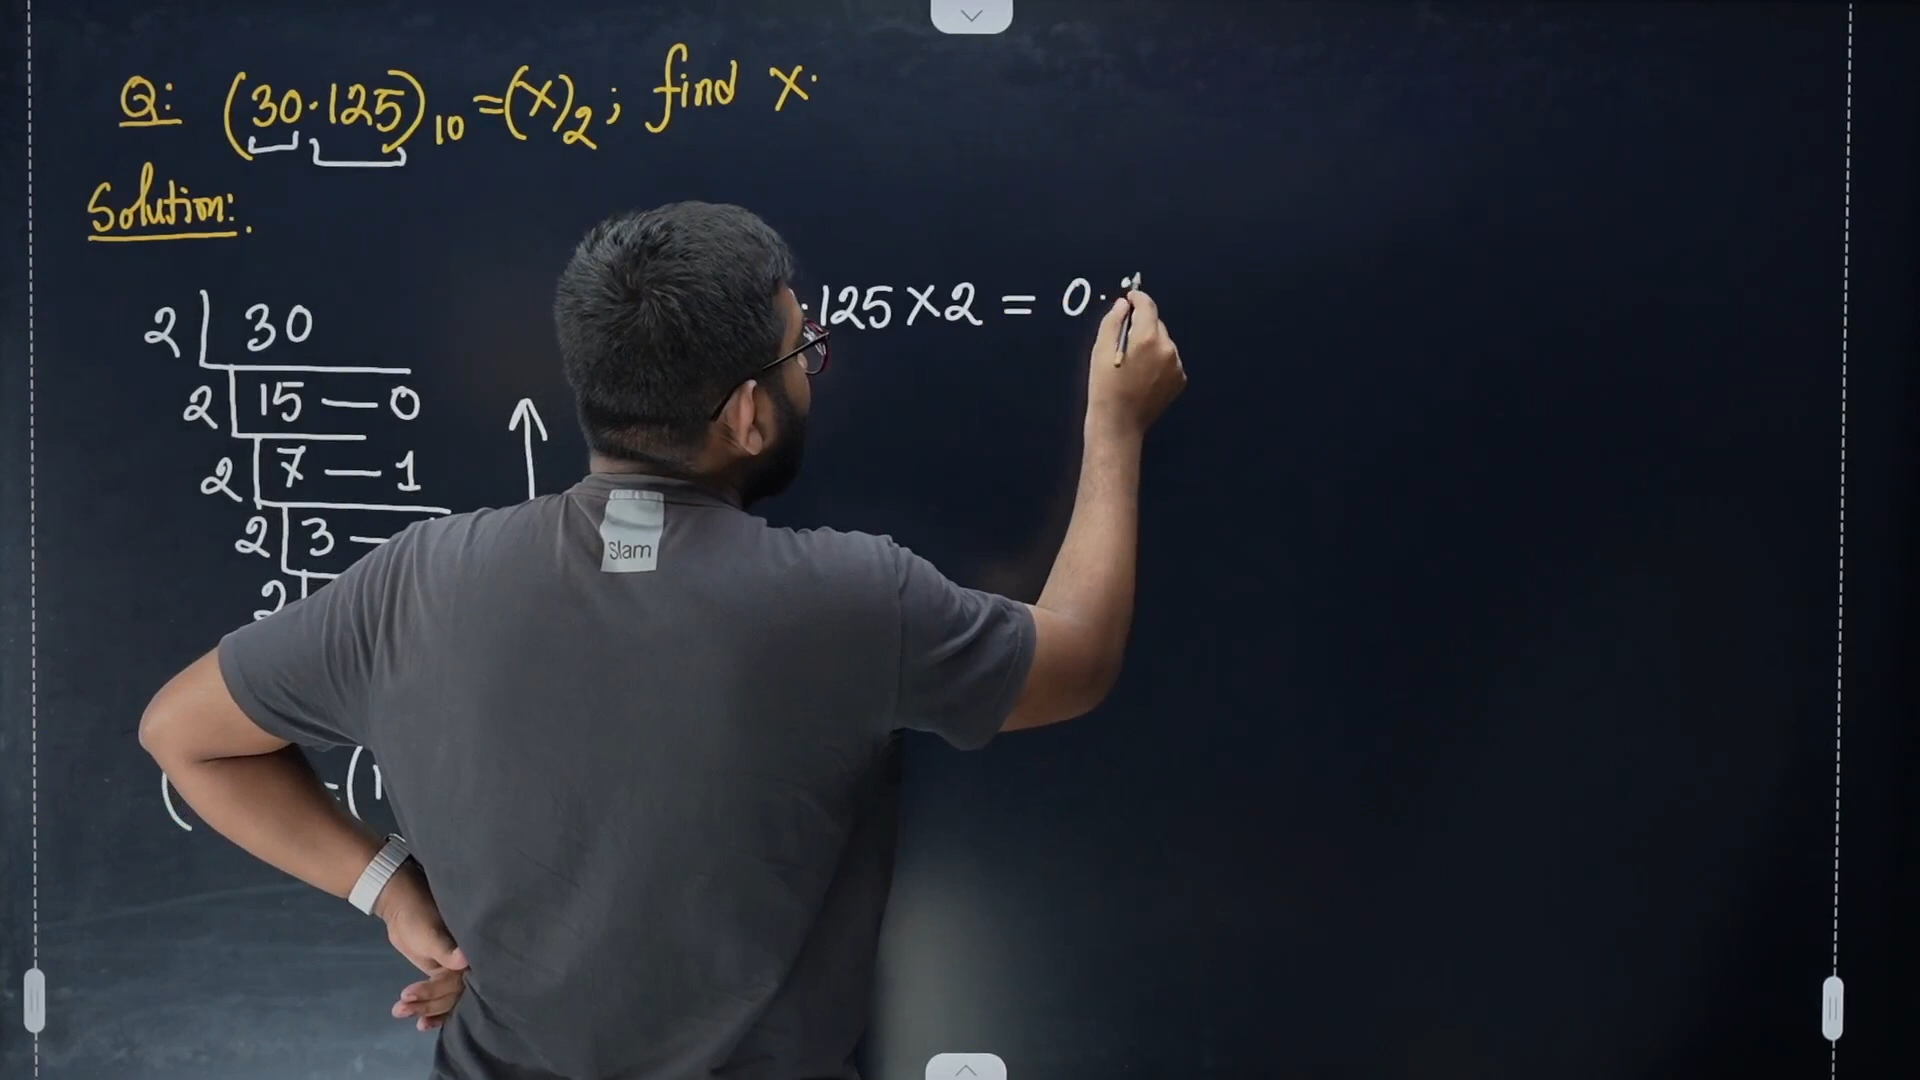 Q: (30.125)10 = (x)2; find x.
Solution:
2 30
2 15 — 0
2 7 — 1
2 3 —
2
( = (1
.125 × 2 = 0.
Slam